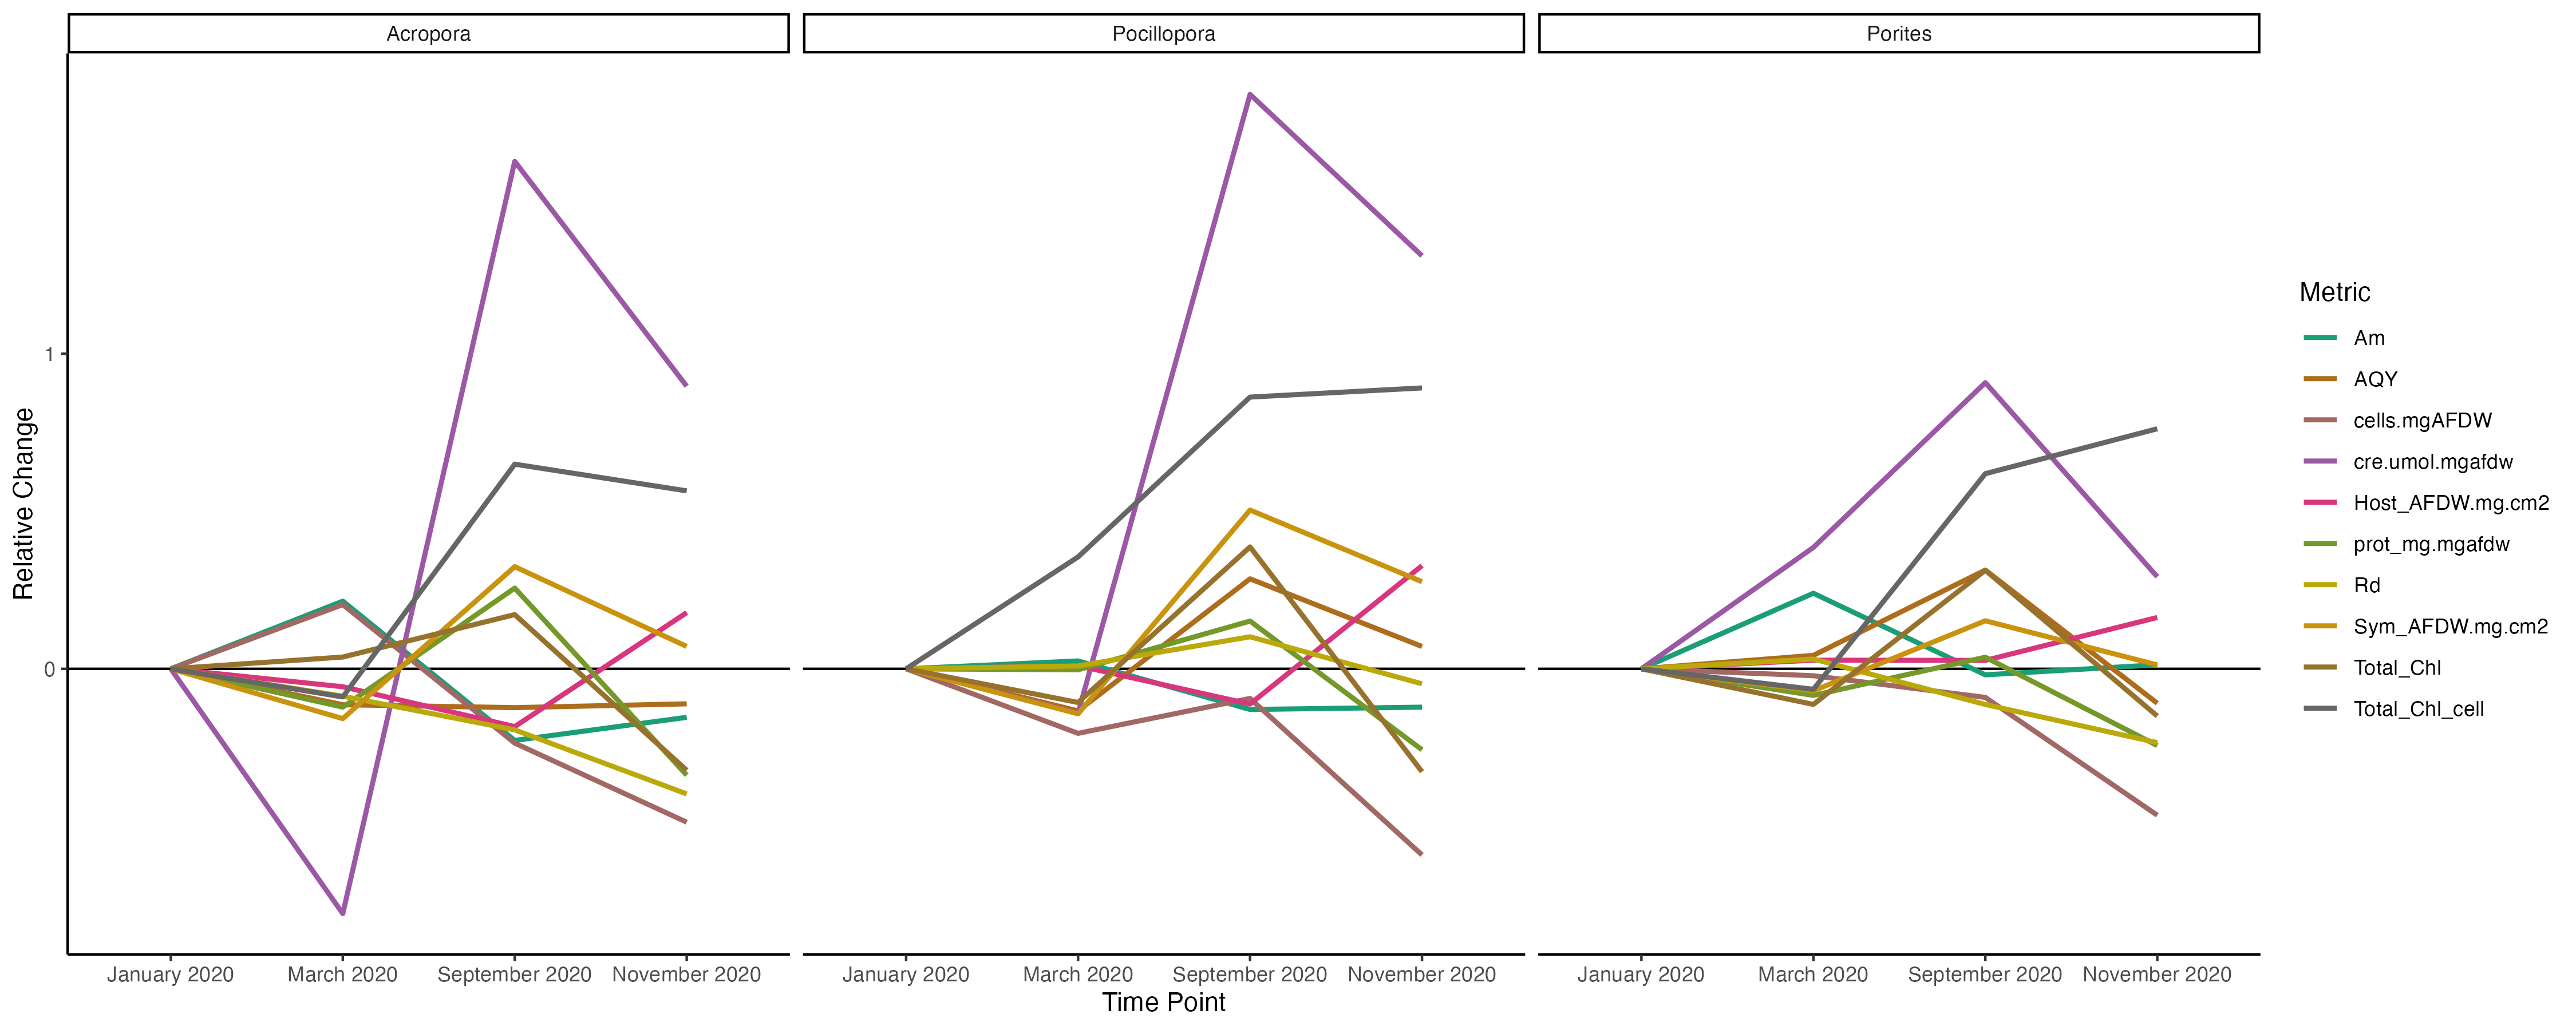 Acropora
Pocillopora
Porites
Relative Change
1
0
January 2020
March 2020
September 2020
November 2020
January 2020
March 2020
September 2020
November 2020
January 2020
March 2020
September 2020
November 2020
Time Point
Metric
Am
AQY
cells.mgAFDW
cre.umol.mgafdw
Host_AFDW.mg.cm2
prot_mg.mgafdw
Rd
Sym_AFDW.mg.cm2
Total_Chl
Total_Chl_cell